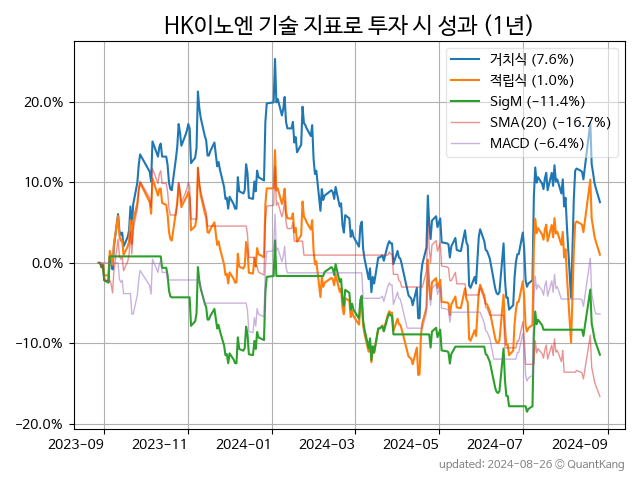 HK이노엔 기술 지표로 투자 시 성과 (1년)
거치식 (7.6%)
적립식 (1.0%)
SigM (−11.4%)
SMA(20) (−16.7%)
MACD (−6.4%)
20.0%
10.0%
0.0%
−10.0%
−20.0%
2023−09
2023−11
2024−01
2024−03
2024−05
2024−07
2024−09
updated: 2024-08-26 © QuantKang